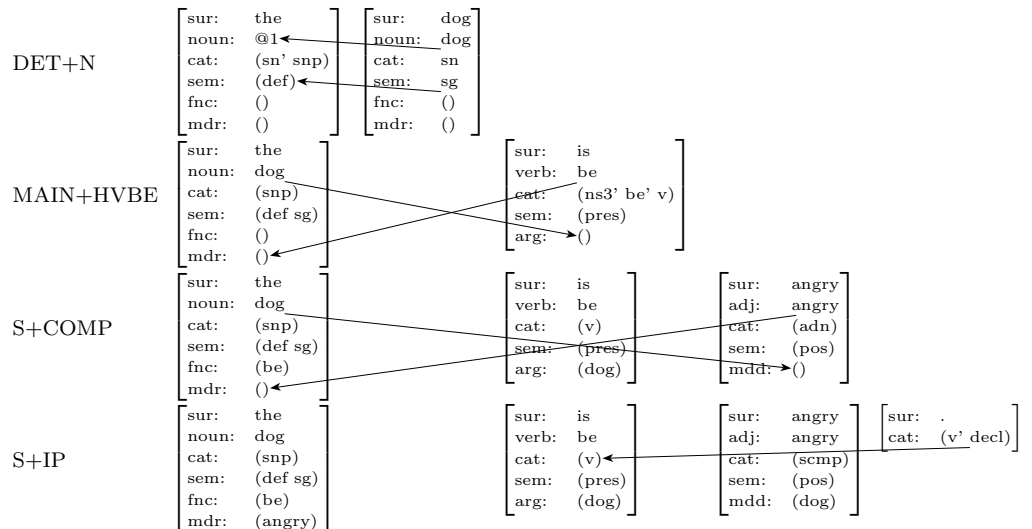 sur: the sur: dog
noun: @1 noun: dog
DET+N cat: (sn' snp) cat: sn
sem: (def) sem: sg
fnc: () fnc: ()
mdr: () mdr: ()
sur: the sur: is
noun: dog verb: be
MAIN+HVBE cat: (snp) cat: (ns3' be' v)
sem: (def sg) sem: (pres)
fnc: () arg: ()
mdr: ()
sur: the sur: is sur: angry
noun: dog verb: be adj: angry
S+COMP cat: (snp) cat: (v) cat: (adn)
sem: (def sg) sem: (pres) sem: (pos)
fnc: (be) arg: (dog) mdd: ()
mdr: ()
sur: the sur: is sur: angry sur: .
noun: dog verb: be adj: angry cat: (v' decl)
S+IP cat: (snp) cat: (v) cat: (scmp)
sem: (def sg) sem: (pres) sem: (pos)
fnc: (be) arg: (dog) mdd: (dog)
mdr: (angry)